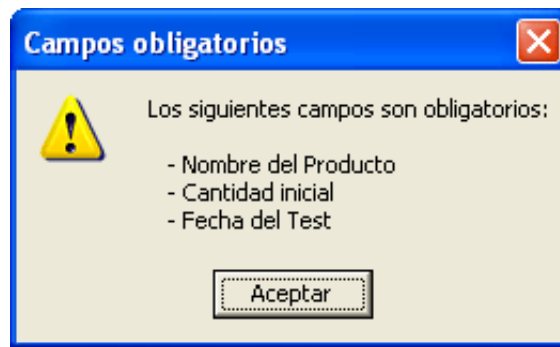 Campos obligatorios
Los siguientes campos son obligatorios:
- Nombre del Producto
- Cantidad inicial
- Fecha del Test
Aceptar